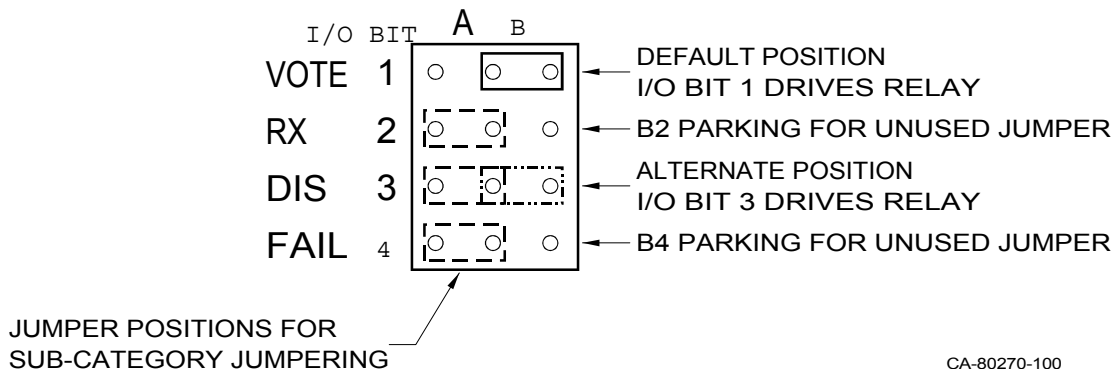 I/O BIT A B
VOTE 1
DEFAULT POSITION
I/O BIT 1 DRIVES RELAY
RX 2
B2 PARKING FOR UNUSED JUMPER
DIS 3
ALTERNATE POSITION
I/O BIT 3 DRIVES RELAY
FAIL 4
B4 PARKING FOR UNUSED JUMPER
JUMPER POSITIONS FOR
SUB-CATEGORY JUMPERING
CA-80270-100